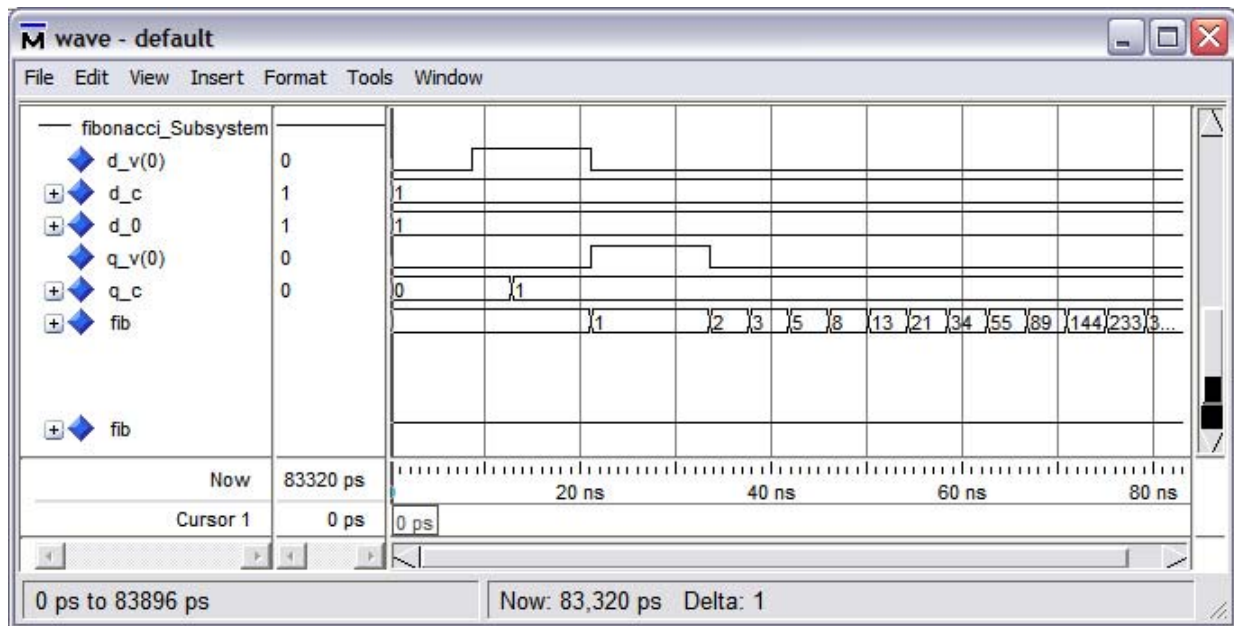 M wave - default
File Edit View Insert Format Tools Window
fibonacci_Subsystem
d_v(0) 0
d_c 1 1
d_0 1 1
q_v(0) 0
q_c 0 0 1
fib 1 2 3 5 8 13 21 34 55 89 144 233 3...
fib
Now 83320 ps 20 ns 40 ns 60 ns 80 ns
Cursor 1 0 ps 0 ps
0 ps to 83896 ps Now: 83,320 ps Delta: 1